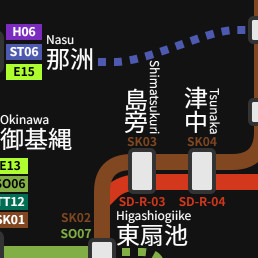 H06
ST06
E15
Nasu
那洲
Shimatsukuri
島旁
SK03
Tsunaka
津中
SK04
Okinawa
御基縄
E13
SO06
TT12
SK01
SD-R-03
SD-R-04
SK02
SO07
Higashiogiike
東扇池